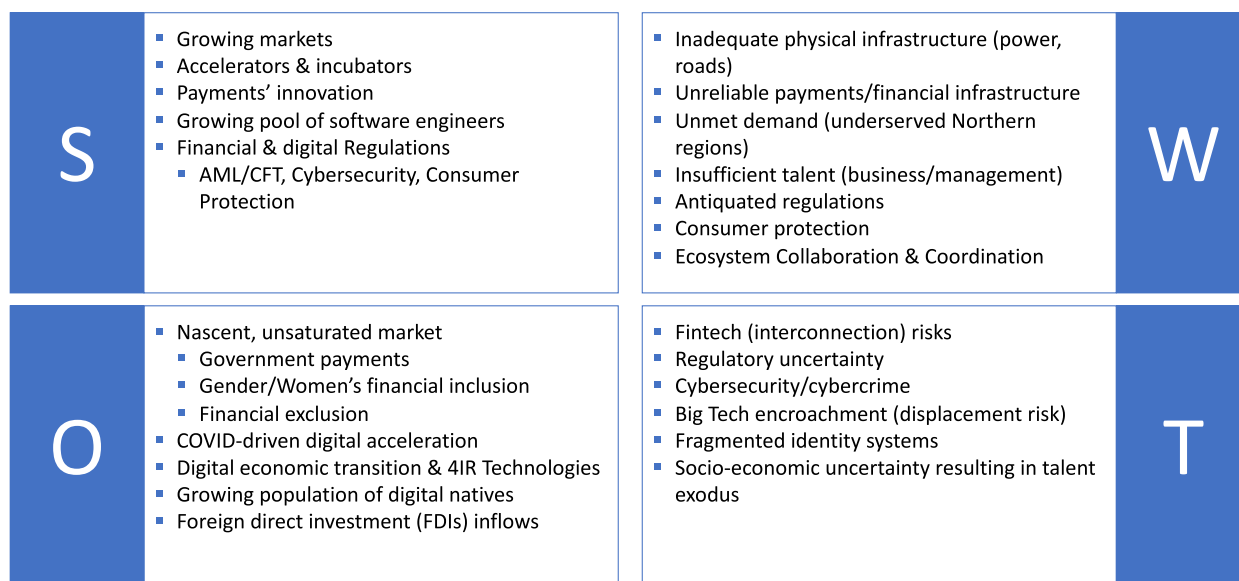 S
Growing markets
Accelerators & incubators
Payments’ innovation
Growing pool of software engineers
Financial & digital Regulations
AML/CFT, Cybersecurity, Consumer
Protection
Inadequate physical infrastructure (power,
roads)
Unreliable payments/financial infrastructure
Unmet demand (underserved Northern
regions)
Insufficient talent (business/management)
Antiquated regulations
Consumer protection
Ecosystem Collaboration & Coordination
W
O
Nascent, unsaturated market
Government payments
Gender/Women’s financial inclusion
Financial exclusion
COVID-driven digital acceleration
Digital economic transition & 4IR Technologies
Growing population of digital natives
Foreign direct investment (FDIs) inflows
Fintech (interconnection) risks
Regulatory uncertainty
Cybersecurity/cybercrime
Big Tech encroachment (displacement risk)
Fragmented identity systems
Socio-economic uncertainty resulting in talent
exodus
T